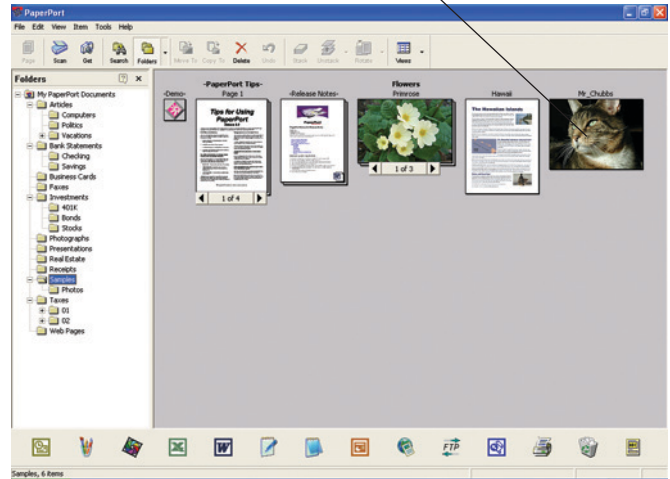 PaperPort
File Edit View Item Tools Help
Page Scan Get Search Folders Move To Copy To Delete Undo Stack Unstack Rotate Views
Folders
My PaperPort Documents
Articles
Computers
Politics
Vacations
Bank Statements
Checking
Savings
Business Cards
Faxes
Investments
401K
Bonds
Stocks
Photographs
Presentations
Real Estate
Receipts
Samples
Photos
Taxes
01
02
Web Pages
-Demo-
-PaperPort Tips-
Page 1
Tips for Using
PaperPort
1 of 4
-Release Notes-
Flowers
Primrose
1 of 3
Hawaii
The Hawaiian Islands
Mr_Chubbs
FTP
Samples, 6 items